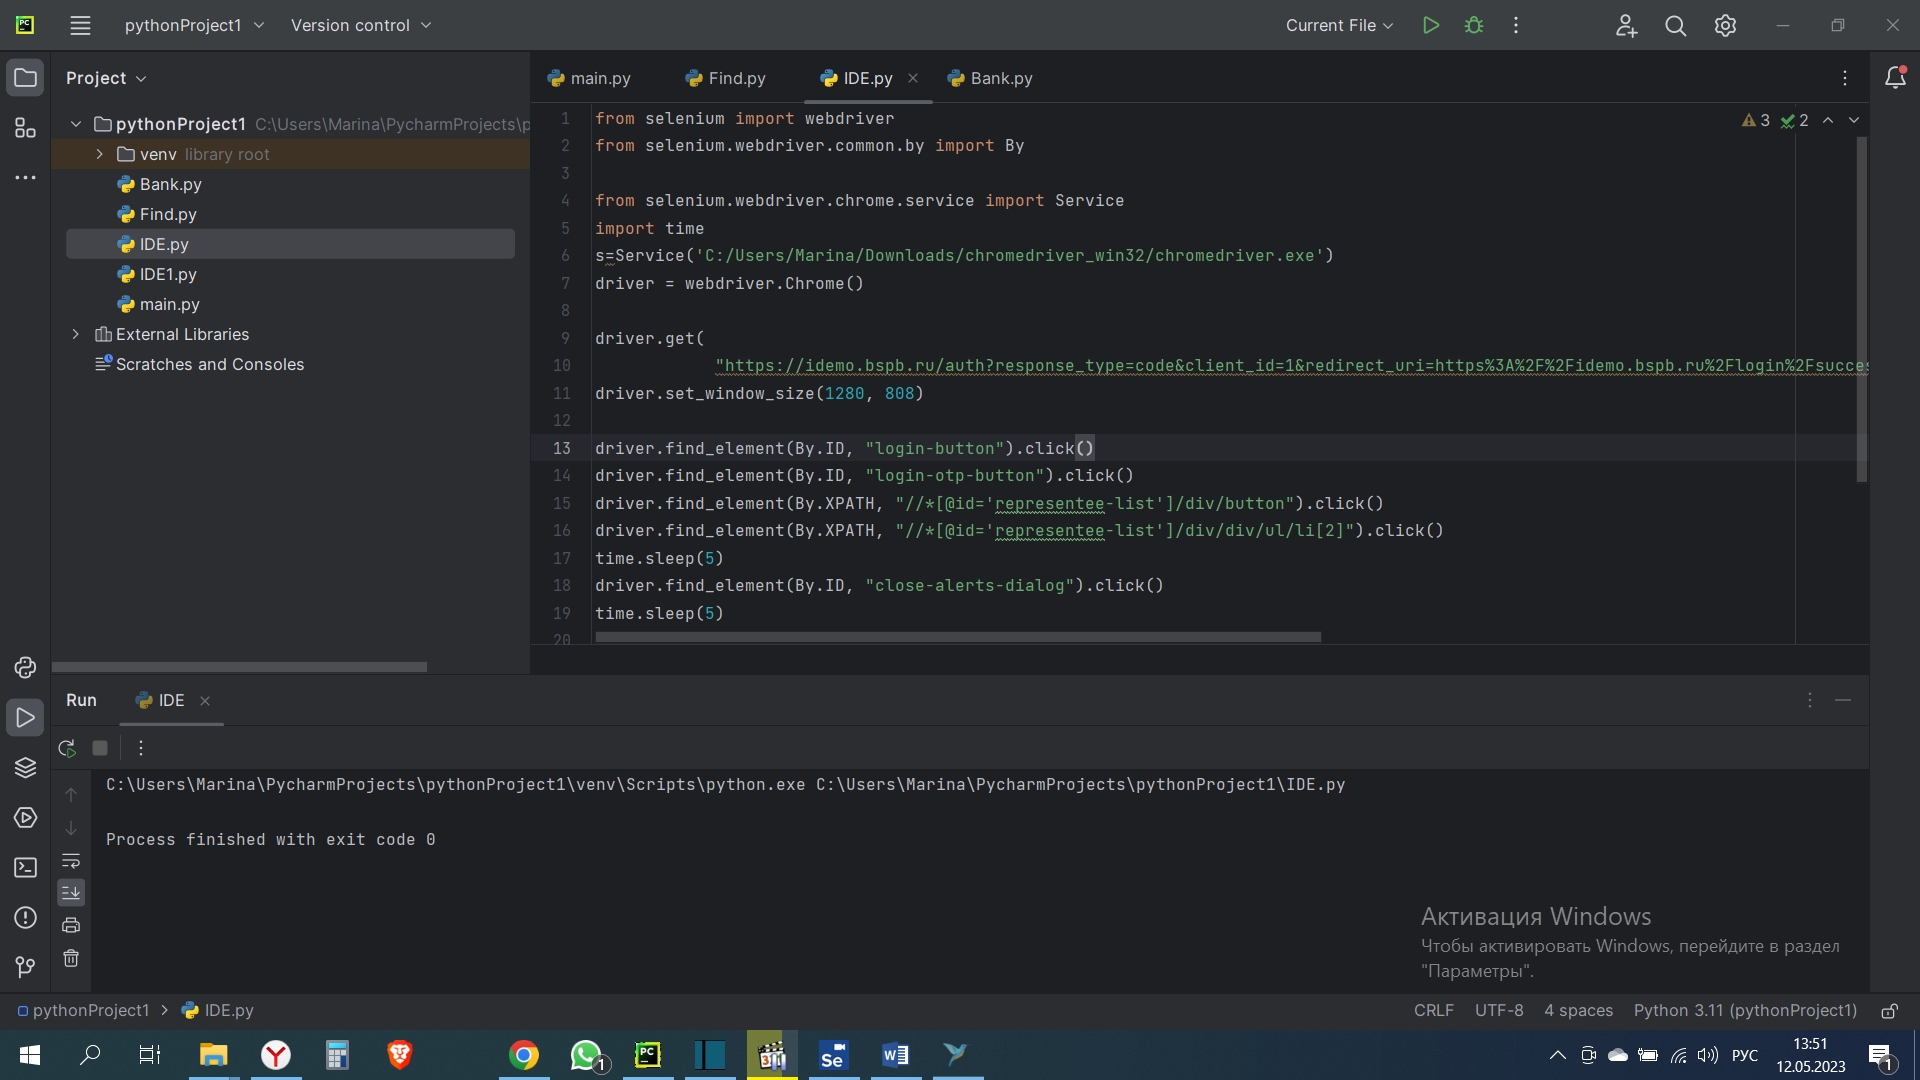 pythonProject1
Version control
Current File
Project
main.py
Find.py
IDE.py
Bank.py
pythonProject1 C:\Users\Marina\PycharmProjects\p
venv library root
Bank.py
Find.py
IDE.py
IDE1.py
main.py
External Libraries
Scratches and Consoles
3 2
1 from selenium import webdriver
2 from selenium.webdriver.common.by import By
3
4 from selenium.webdriver.chrome.service import Service
5 import time
6 s=Service('C:/Users/Marina/Downloads/chromedriver_win32/chromedriver.exe')
7 driver = webdriver.Chrome()
8
9 driver.get(
10 "https://idemo.bspb.ru/auth?response_type=code&client_id=1&redirect_uri=https%3A%2F%2Fidemo.bspb.ru%2Flogin%2Fsucces
11 driver.set_window_size(1280, 808)
12
13 driver.find_element(By.ID, "login-button").click()
14 driver.find_element(By.ID, "login-otp-button").click()
15 driver.find_element(By.XPATH, "//*[@id='representee-list']/div/button").click()
16 driver.find_element(By.XPATH, "//*[@id='representee-list']/div/div/ul/li[2]").click()
17 time.sleep(5)
18 driver.find_element(By.ID, "close-alerts-dialog").click()
19 time.sleep(5)
20
Run
IDE
C:\Users\Marina\PycharmProjects\pythonProject1\venv\Scripts\python.exe C:\Users\Marina\PycharmProjects\pythonProject1\IDE.py
Process finished with exit code 0
Активация Windows
Чтобы активировать Windows, перейдите в раздел
"Параметры".
pythonProject1 > IDE.py
CRLF
UTF-8
4 spaces
Python 3.11 (pythonProject1)
1
PC
Se
W
РУС
13:51
12.05.2023
1